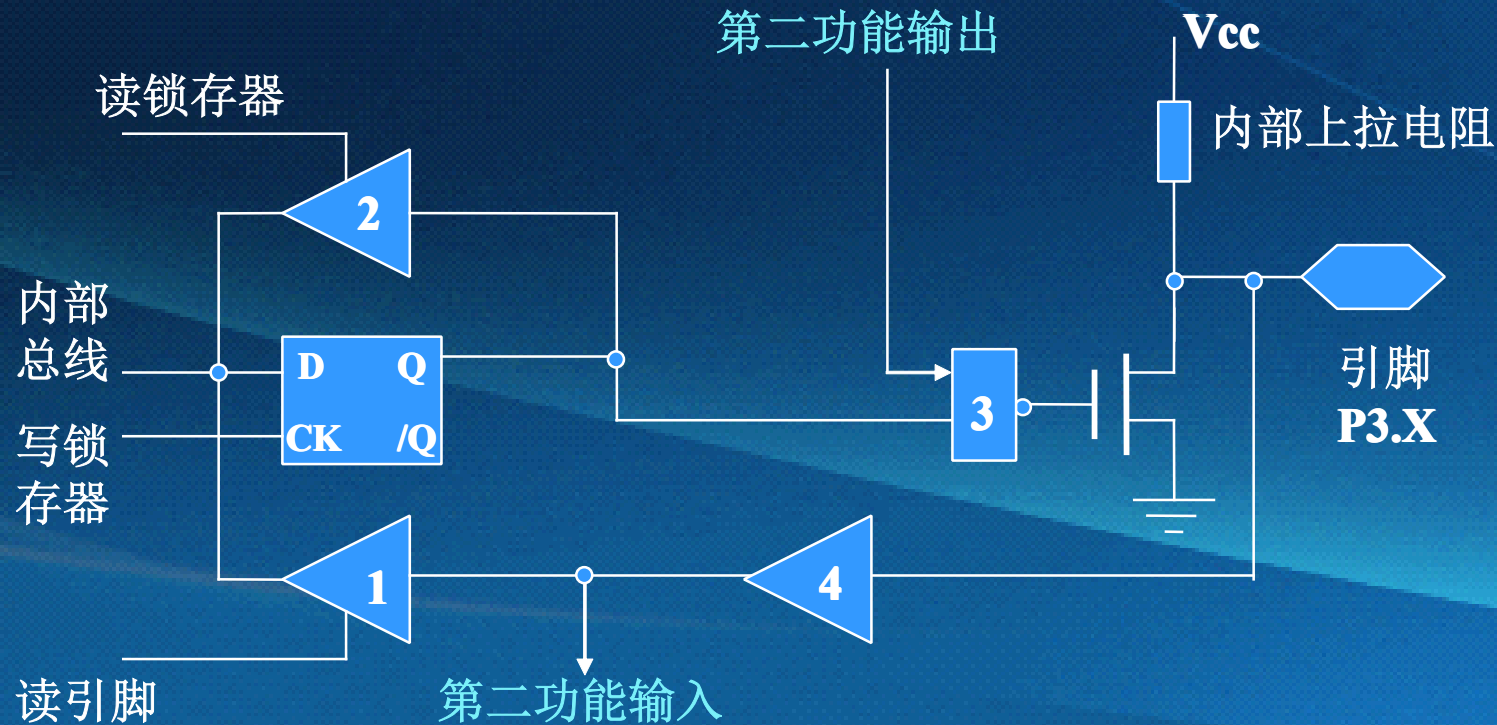 第二功能输出
Vcc
读锁存器
内部上拉电阻
2
内部
总线
D
Q
引脚
P3.X
3
写锁
存器
CK
/Q
1
4
读引脚
第二功能输入